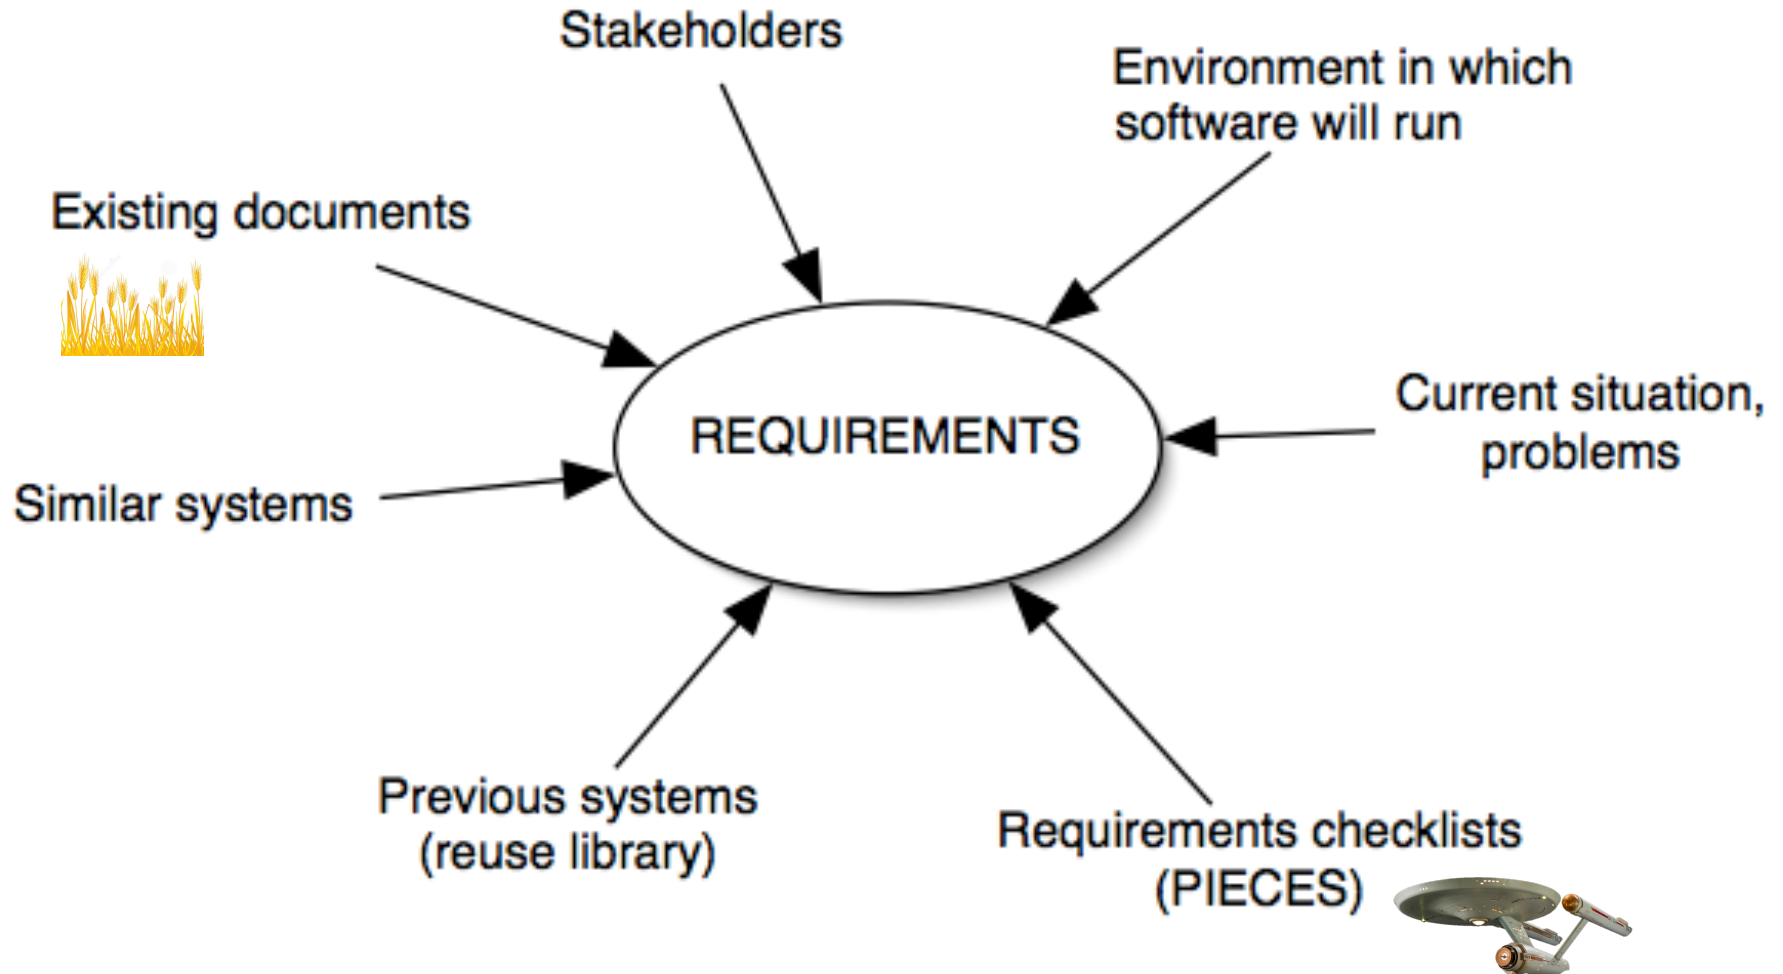 Stakeholders
Environment in which
software will run
Existing documents
Current situation,
problems
REQUIREMENTS
Similar systems
Previous systems
(reuse library)
Requirements checklists
(PIECES)